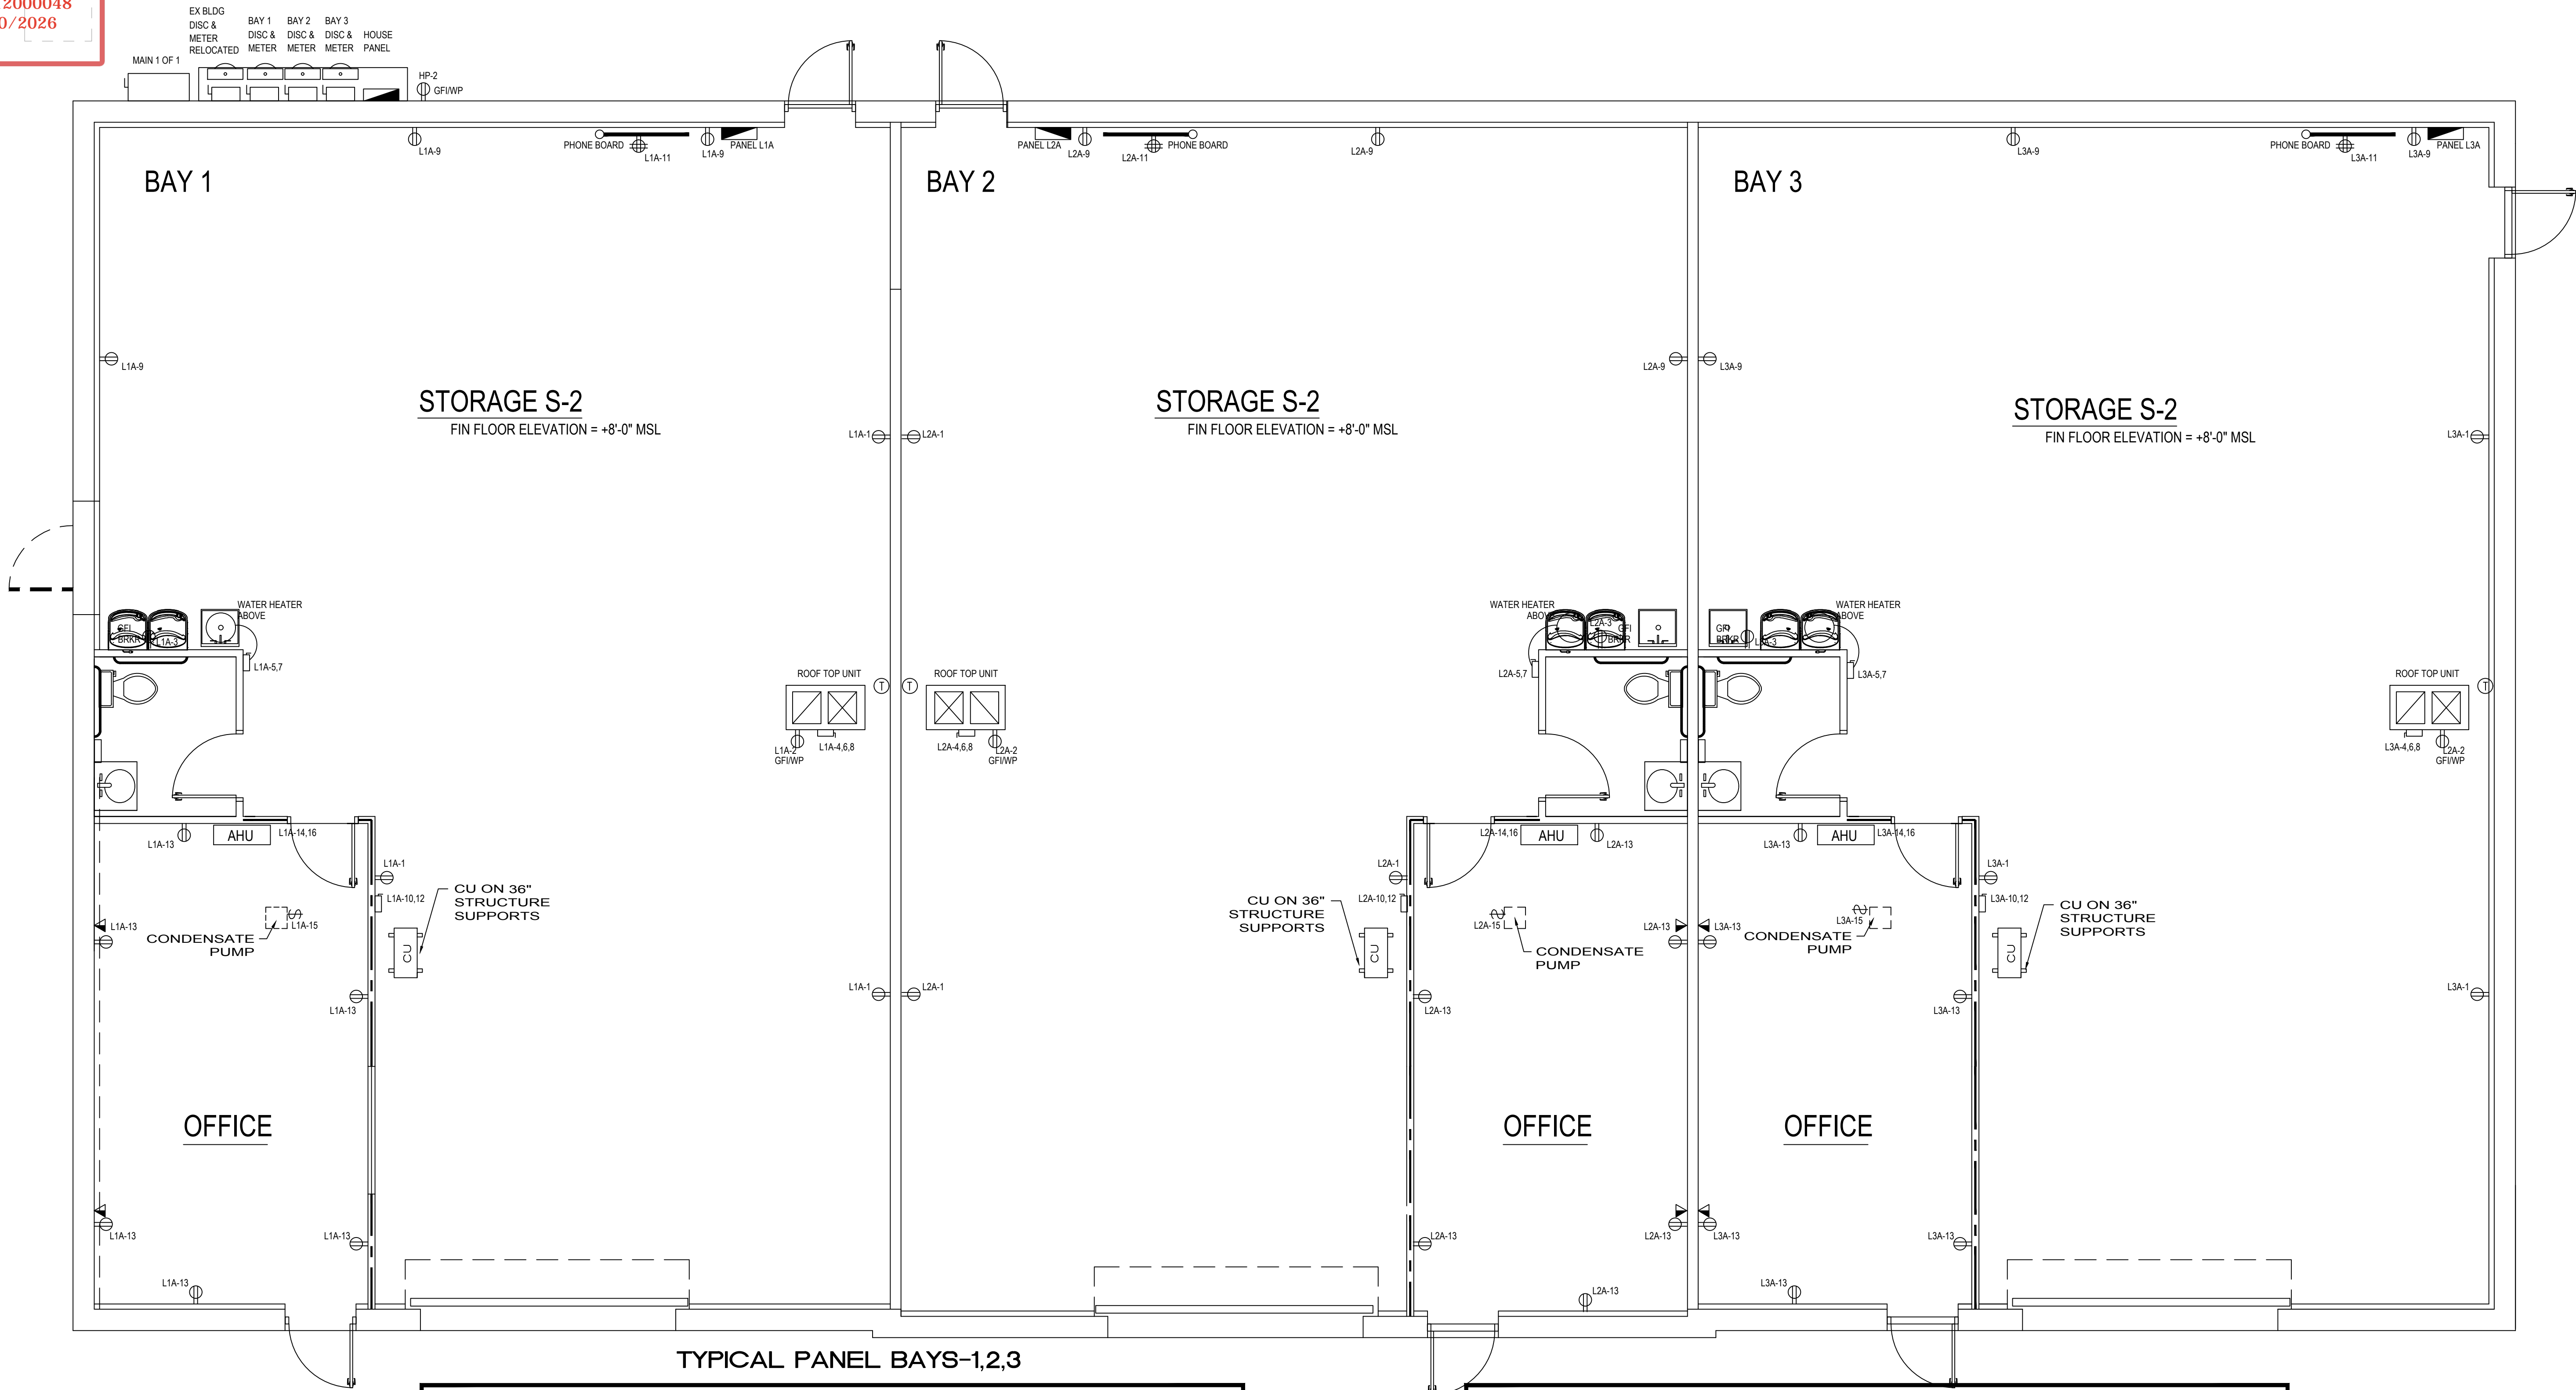 2000048
0/2026
EX BLDG
DISC &
METER
RELOCATED
BAY 1
DISC &
METER
BAY 2
DISC &
METER
BAY 3
DISC &
METER
HOUSE
PANEL
MAIN 1 OF 1
HP-2
GFI/WP
L1A-9
PHONE BOARD
L1A-11
L1A-9
PANEL L1A
PANEL L2A
L2A-9
L2A-11
PHONE BOARD
L2A-9
L3A-9
PHONE BOARD
L3A-11
L3A-9
PANEL L3A
BAY 1
BAY 2
BAY 3
L1A-9
L2A-9
L3A-9
STORAGE S-2
FIN FLOOR ELEVATION = +8'-0" MSL
STORAGE S-2
FIN FLOOR ELEVATION = +8'-0" MSL
STORAGE S-2
FIN FLOOR ELEVATION = +8'-0" MSL
L1A-1
L2A-1
L3A-1
WATER HEATER
ABOVE
GFI
BRKR
L1A-3
L1A-5,7
WATER HEATER
ABOVE
L2A-3
GFI
BRKR
L2A-5,7
GFI
BRKR
L3A-3
WATER HEATER
ABOVE
L3A-5,7
ROOF TOP UNIT
T
L1A-2
GFI/WP
L1A-4,6,8
T
ROOF TOP UNIT
L2A-4,6,8
L2A-2
GFI/WP
ROOF TOP UNIT
T
L3A-4,6,8
L2A-2
GFI/WP
L1A-13
AHU
L1A-14,16
L2A-14,16
AHU
L2A-13
L3A-13
AHU
L3A-14,16
L1A-1
L1A-10,12
CU ON 36"
STRUCTURE
SUPPORTS
CU
L1A-13
L1A-15
CONDENSATE
PUMP
L1A-13
L2A-1
L2A-10,12
CU ON 36"
STRUCTURE
SUPPORTS
CU
L2A-15
CONDENSATE
PUMP
L2A-13
L2A-13
L3A-13
L3A-15
CONDENSATE
PUMP
L3A-13
L3A-1
L3A-10,12
CU ON 36"
STRUCTURE
SUPPORTS
CU
L1A-1
L2A-1
L3A-1
OFFICE
OFFICE
OFFICE
L1A-13
L1A-13
L2A-13
L2A-13
L3A-13
L3A-13
L1A-13
L2A-13
L3A-13
TYPICAL PANEL BAYS-1,2,3